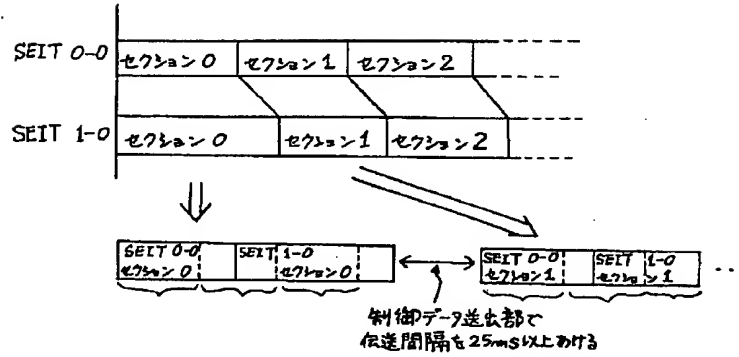 SEIT 0-0
セクション 0 セクション 1 セクション 2
SEIT 1-0
セクション 0 セクション 1 セクション 2
SEIT 0-0 SEIT 1-0
セクション 0 セクション 0
SEIT 0-0 SEIT 1-0
セクション 1 セクション 1
制御データ送出部で
伝送間隔を25ms以上あける